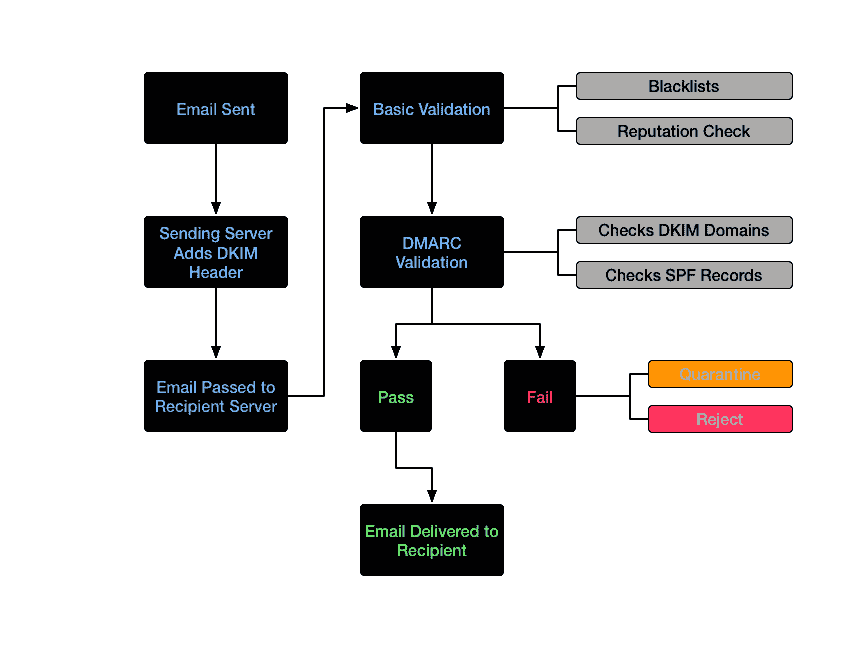 Email Sent
Sending Server
Adds DKIM
Header
Email Passed to
Recipient Server
Basic Validation
Blacklists
Reputation Check
DMARC
Validation
Checks DKIM Domains
Checks SPF Records
Pass
Fail
Quarantine
Reject
Email Delivered to
Recipient